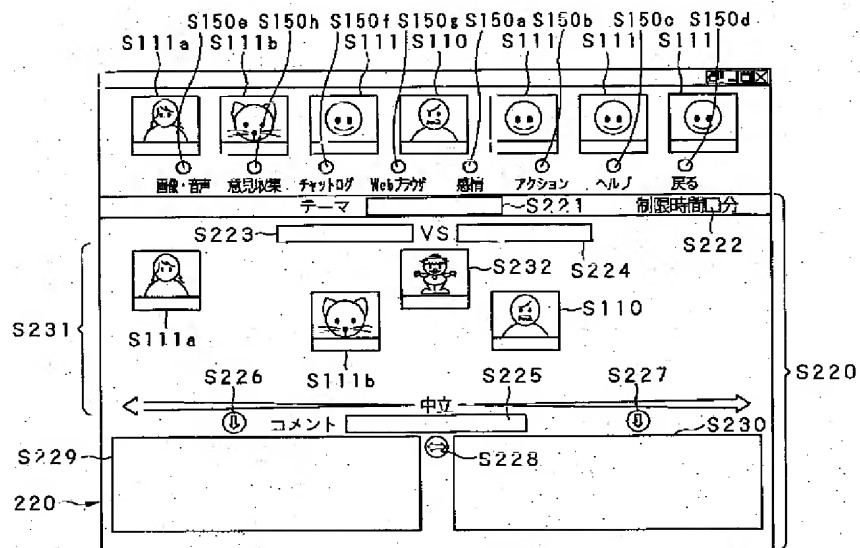 S150e S150h S150f S150g S150a S150b S150c S150d
S111a S111b S111 S110 S111 S111 S111
画像・音声 意見収集 チャットログ Webブラウザ 感情 アクション ヘルプ 戻る
テーマ S221 制限時間 分
S223 VS S222
S232 S224
S231 S110
S111a
S111b S220
S226 S225 S227
中立
コメント S230
S229 S228
220